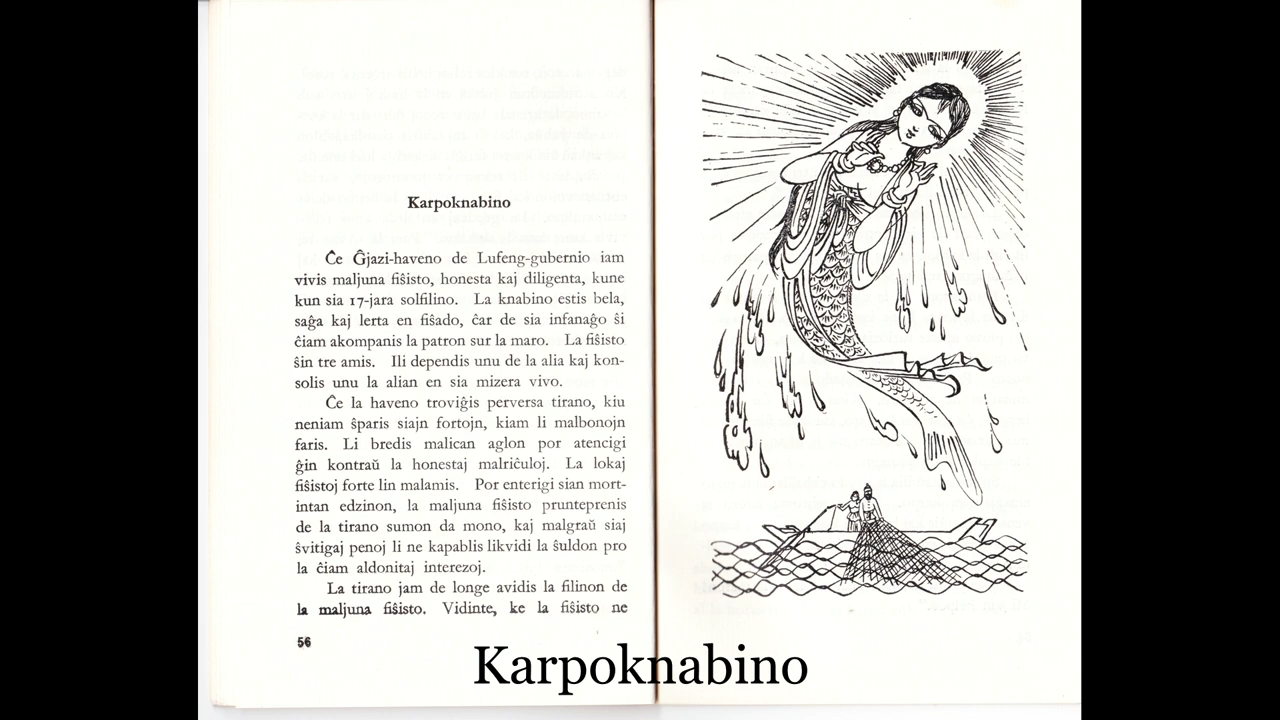 Karpoknabino
Ĉe Ĝjazi-haveno de Lufeng-gubernio iam
vivis maljuna fiŝisto, honesta kaj diligenta, kune
kun sia 17-jara solfilino. La knabino estis bela,
saĝa kaj lerta en fiŝado, ĉar de sia infanaĝo ŝi
ĉiam akompanis la patron sur la maro. La fiŝisto
ŝin tre amis. Ili dependis unu de la alia kaj kon-
solis unu la alian en sia mizera vivo.
Ĉe la haveno troviĝis perversa tirano, kiu
neniam ŝparis siajn fortojn, kiam li malbonojn
faris. Li bredis malican aglon por atencigi
ĝin kontraŭ la honestaj malriĉuloj. La lokaj
fiŝistoj forte lin malamis. Por enterigi sian mort-
intan edzinon, la maljuna fiŝisto prunteprenis
de la tirano sumon da mono, kaj malgraŭ siaj
ŝvitigaj penoj li ne kapablis likvidi la ŝuldon pro
la ĉiam aldonitaj interezoj.
La tirano jam de longe avidis la filinon de
la maljuna fiŝisto. Vidinte, ke la fiŝisto ne
56
Karpoknabino